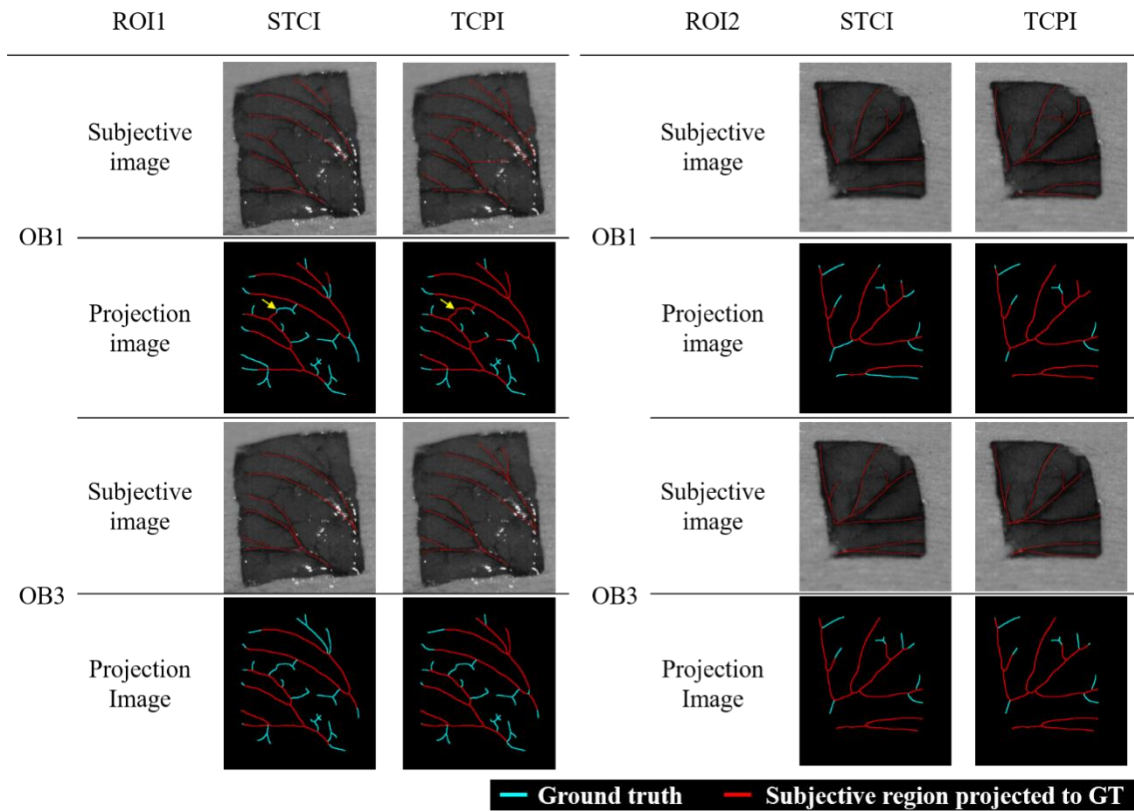 ROI1 STCI TCPI ROI2 STCI TCPI
Subjective
image
Subjective
image
OB1
OB1
Projection
image
Projection
image
Subjective
image
Subjective
image
OB3
OB3
Projection
Image
Projection
Image
Ground truth Subjective region projected to GT